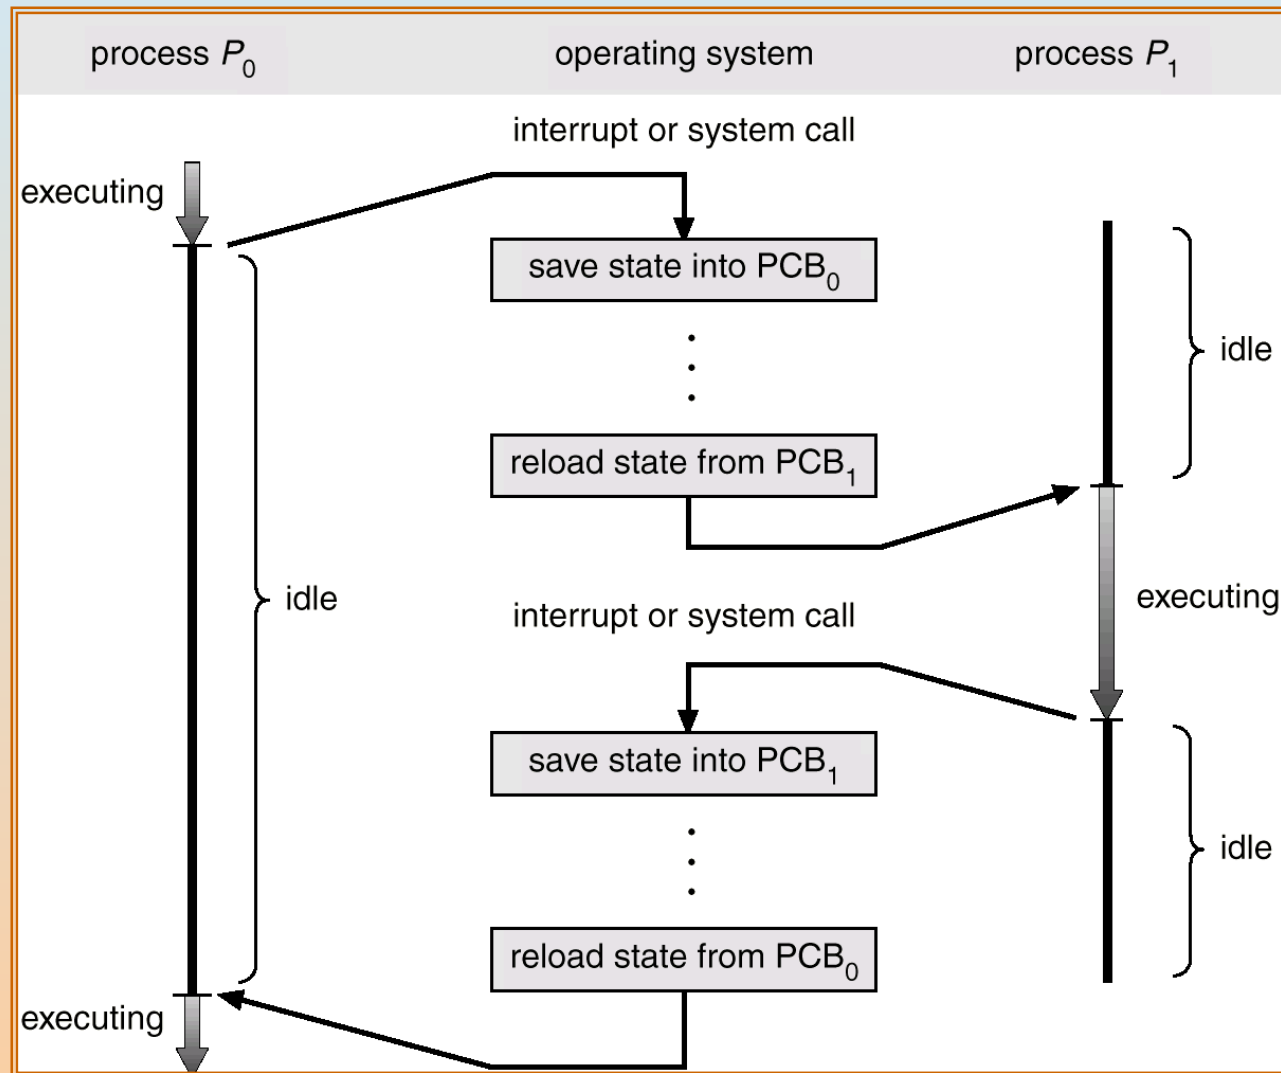 process P₀ operating system process P₁
interrupt or system call
executing
save state into PCB₀
idle
reload state from PCB₁
idle
executing
interrupt or system call
save state into PCB₁
idle
reload state from PCB₀
executing